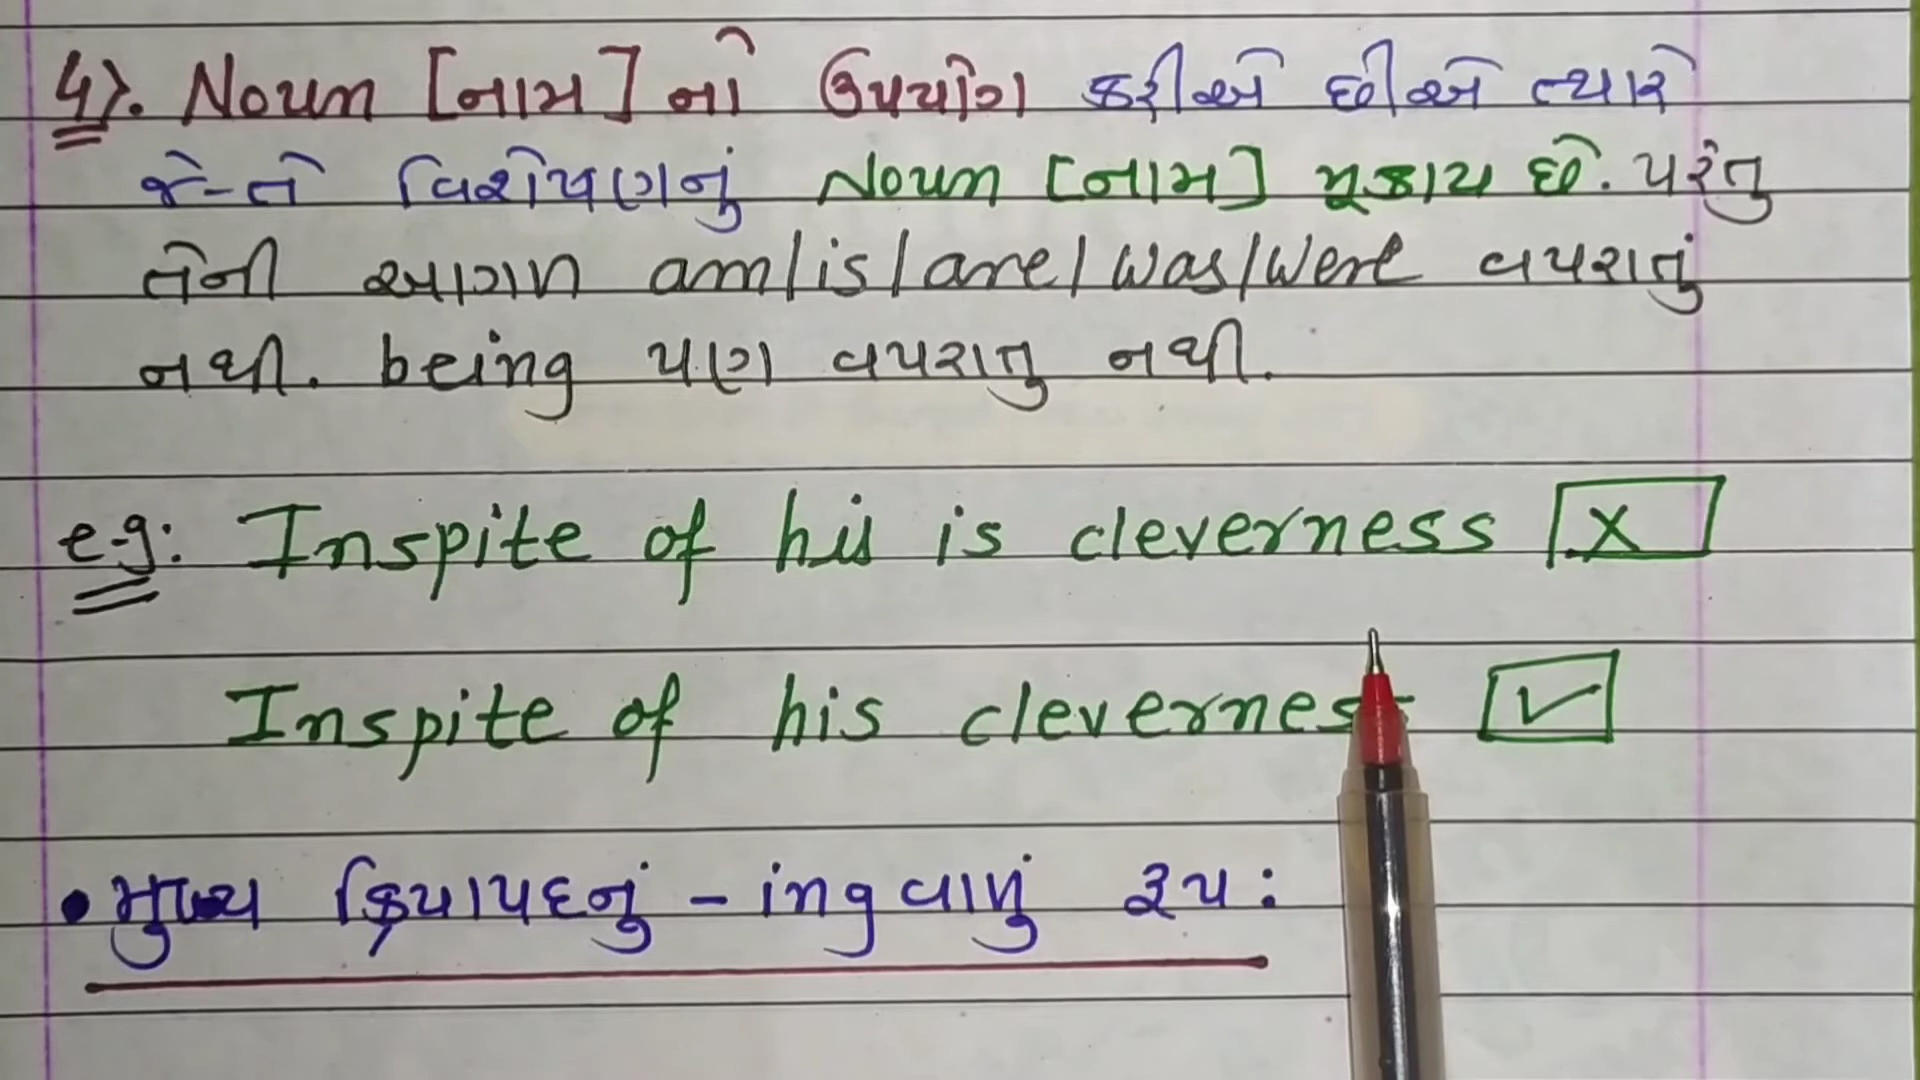 4). Noun [નામ] નો ઉપયોગ કરીએ છીએ ત્યારે
જે-તે વિશેષણનું Noun [નામ] મૂકાય છે. પરંતુ
તેની આગળ am/is/are/was/were વપરાતું
નથી. being પણ વપરાતુ નથી.
e.g: Inspite of his is cleverness X
Inspite of his cleverness ✓
• મુખ્ય ક્રિયાપદનું - ing વાળું રૂપ: